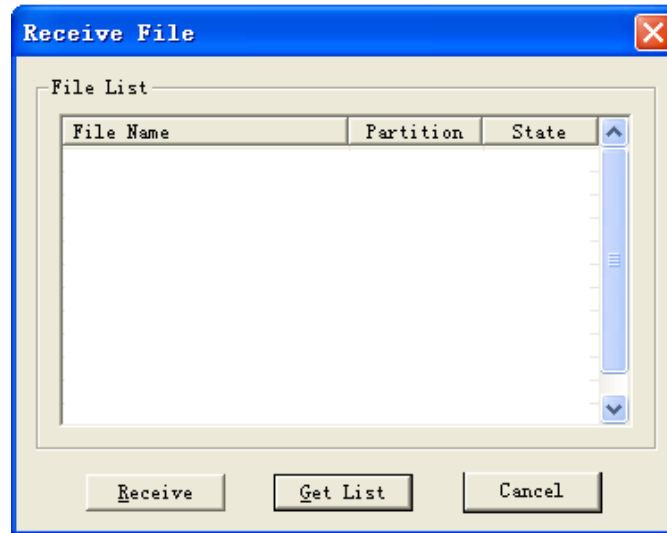 Receive File
File List
File Name Partition State
Receive Get List Cancel